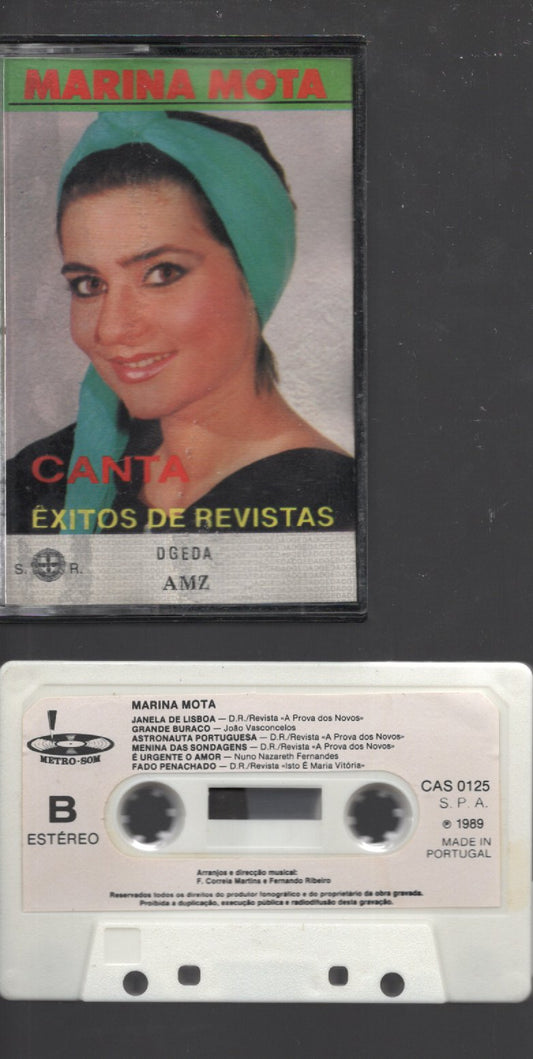 MARINA MOTA
CANTA
ÊXITOS DE REVISTAS
S. R.
DGEDA
AMZ
MARINA MOTA
JANELA DE LISBOA — D.R./Revista «A Prova dos Novos»
GRANDE BURACO — João Vasconcelos
ASTRONAUTA PORTUGUESA — D.R./Revista «A Prova dos Novos»
MENINA DAS SONDAGENS — D.R./Revista «A Prova dos Novos»
É URGENTE O AMOR — Nuno Nazareth Fernandes
FADO PENACHADO — D.R./Revista «Isto É Maria Vitória»
METRO-SOM
B
ESTÉREO
CAS 0125
S. P. A.
℗ 1989
MADE IN
PORTUGAL
Arranjos e direcção musical:
F. Correia Martins e Fernando Ribeiro
Reservados todos os direitos do produtor fonográfico e do proprietário da obra gravada.
Proibida a duplicação, execução pública e radiodifusão desta gravação.